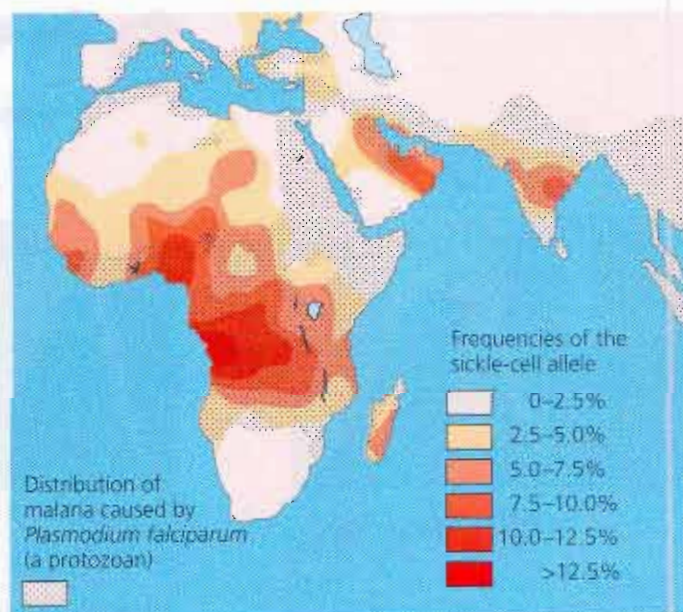 Frequencies of the
sickle-cell allele
0–2.5%
2.5–5.0%
5.0–7.5%
7.5–10.0%
10.0–12.5%
>12.5%
Distribution of
malaria caused by
Plasmodium falciparum
(a protozoan)